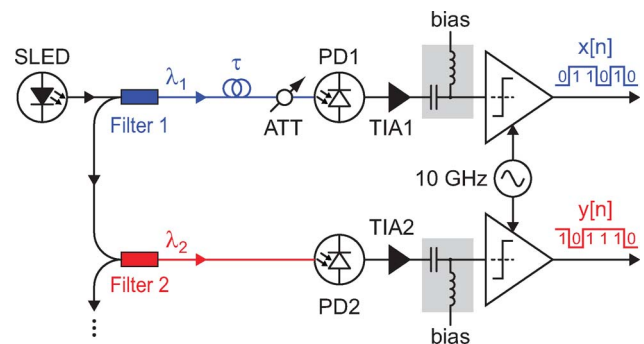 bias
SLED
PD1
x[n]
λ1
τ
0 1 1 0 1 0
Filter 1
ATT
TIA1
10 GHz
TIA2
y[n]
λ2
1 0 1 1 1 0
Filter 2
PD2
bias
⋮